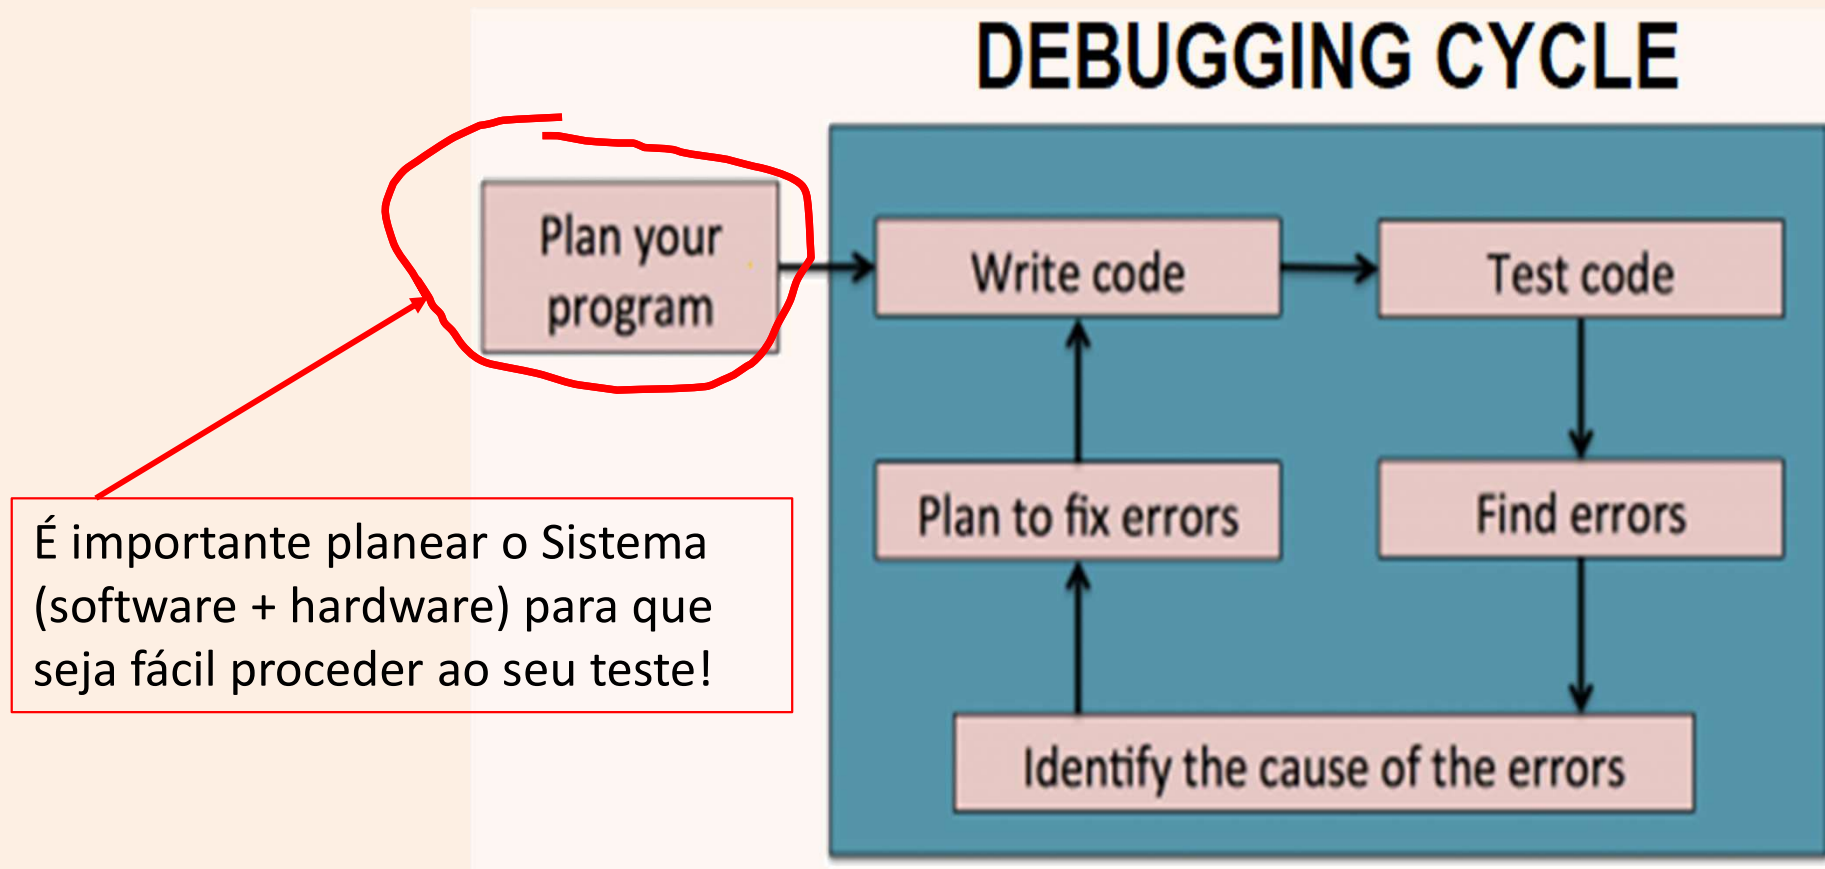 DEBUGGING CYCLE
Plan your
program
Write code
Test code
Plan to fix errors
Find errors
Identify the cause of the errors
É importante planear o Sistema
(software + hardware) para que
seja fácil proceder ao seu teste!